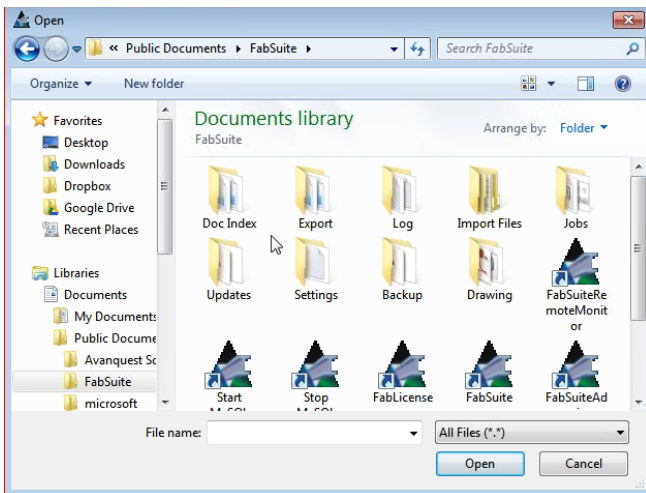 Open
« Public Documents ▸ FabSuite ▸
Search FabSuite
Organize
New folder
Favorites
Desktop
Downloads
Dropbox
Google Drive
Recent Places
Libraries
Documents
My Documents
Public Docume
Avanquest So
FabSuite
microsoft
Documents library
FabSuite
Arrange by: Folder
Doc Index
Export
Log
Import Files
Jobs
Updates
Settings
Backup
Drawing
FabSuiteRe
moteMonit
or
Start
Stop
FabLicense
FabSuite
FabSuiteAd
File name:
All Files (*.*)
Open
Cancel